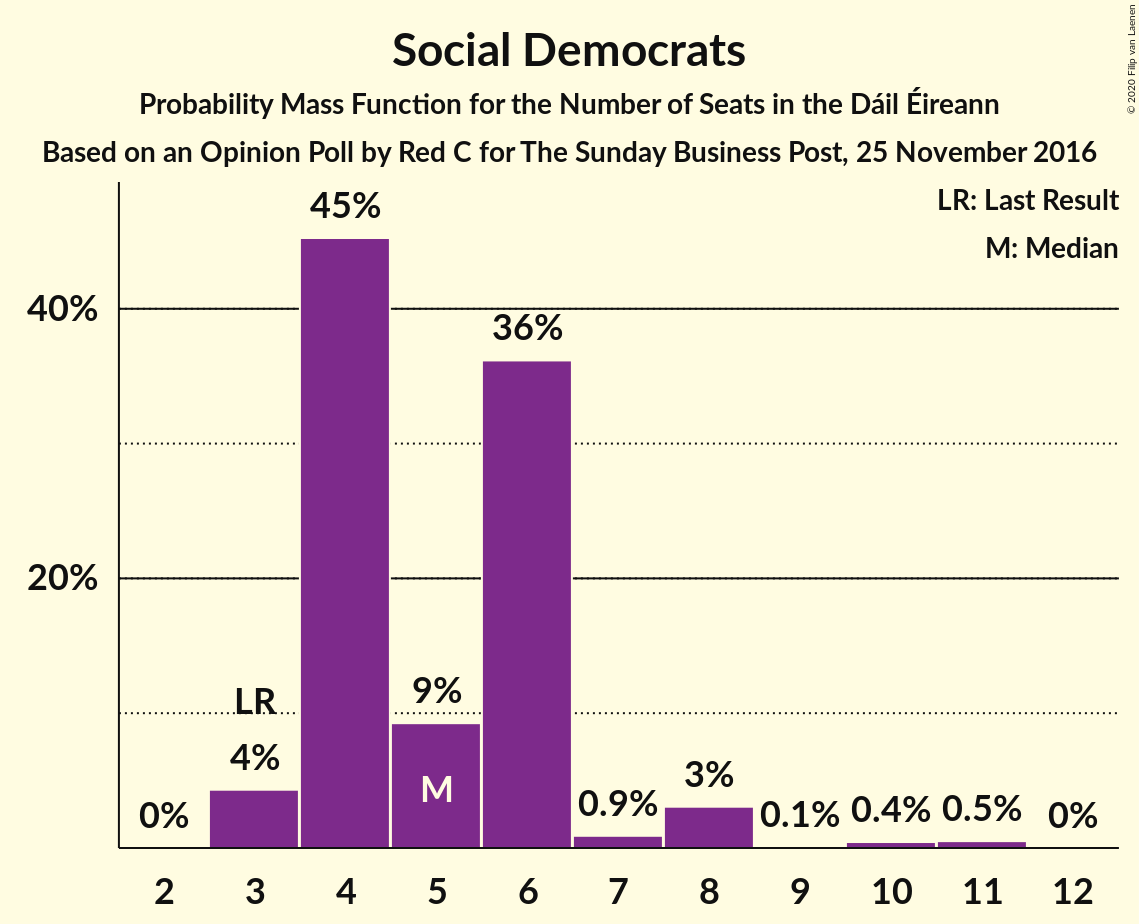 Social Democrats
Probability Mass Function for the Number of Seats in the Dáil Éireann
Based on an Opinion Poll by Red C for The Sunday Business Post, 25 November 2016
© 2020 Filip van Laenen
LR: Last Result
M: Median
45%
40%
36%
20%
9%
LR
4%
M
3%
0%
0.9%
0.1%
0.4%
0.5%
0%
2 3 4 5 6 7 8 9 10 11 12